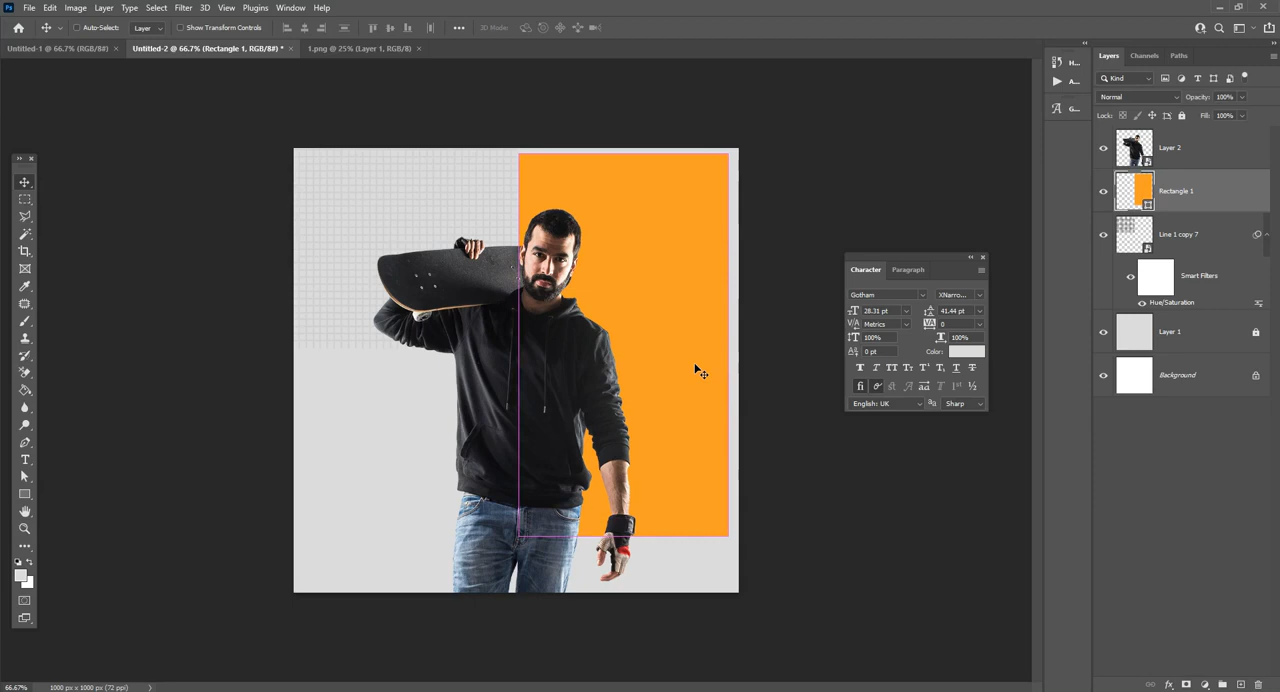 Ps File Edit Image Layer Type Select Filter 3D View Plugins Window Help
Auto-Select: Layer Show Transform Controls 3D Mode:
Untitled-1 @ 66.7% (RGB/8#) × Untitled-2 @ 66.7% (Rectangle 1, RGB/8#) * × 1.png @ 25% (Layer 1, RGB/8) ×
H...
A...
G...
Layers Channels Paths
Kind
Normal Opacity: 100%
Lock: Fill: 100%
Layer 2
Rectangle 1
Line 1 copy 7
Smart Filters
Hue/Saturation
Layer 1
Background
Character Paragraph
Gotham XNarro...
28.31 pt 41.44 pt
Metrics 0
100% 100%
0 pt Color:
English: UK Sharp
66.67% 1000 px x 1000 px (72 ppi)